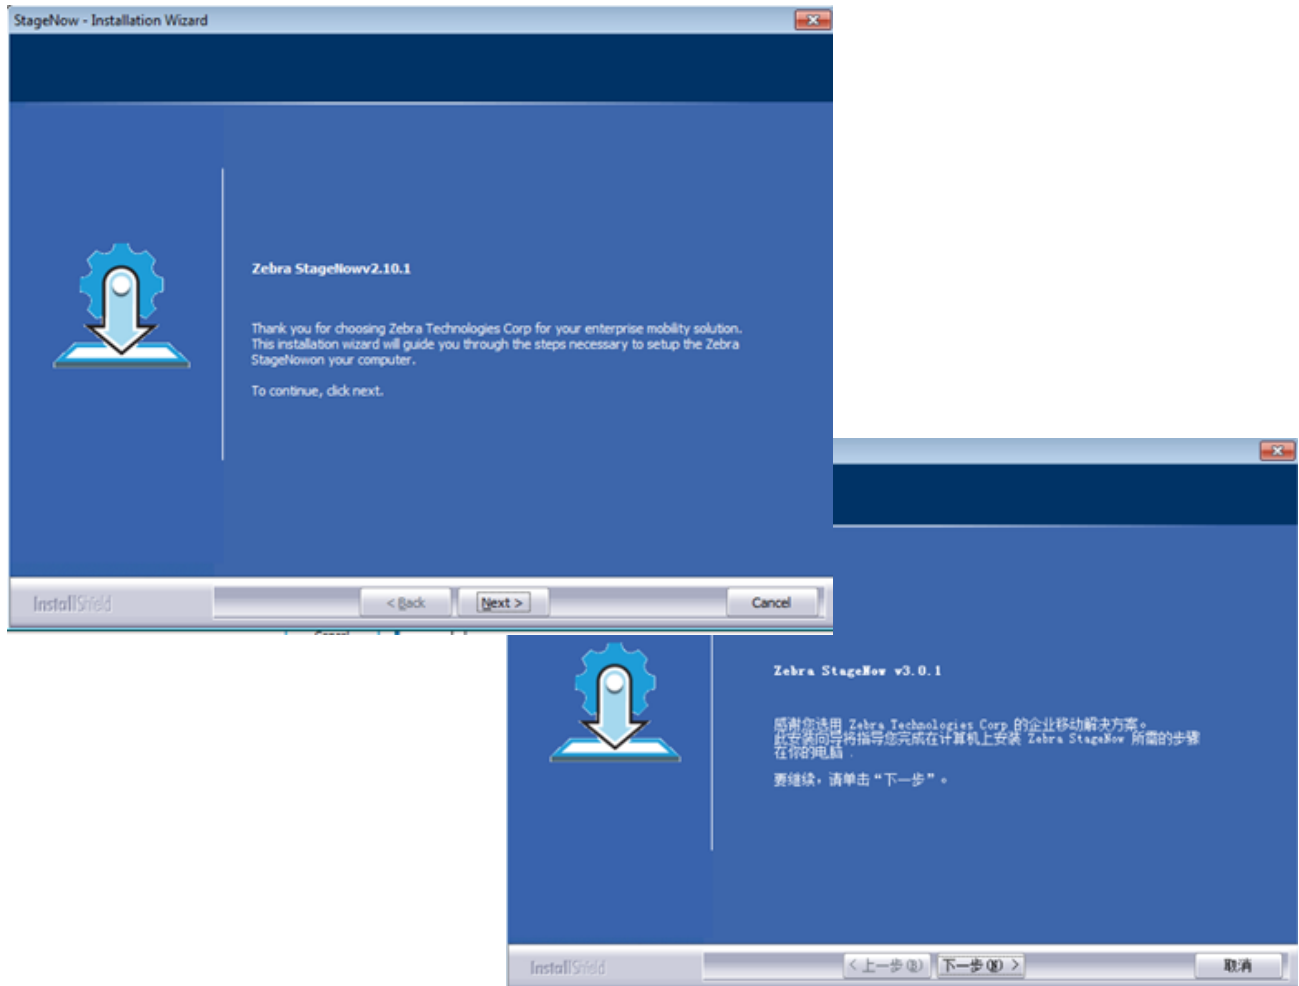 StageNow - Installation Wizard
Zebra StageNowv2.10.1
Thank you for choosing Zebra Technologies Corp for your enterprise mobility solution.
This installation wizard will guide you through the steps necessary to setup the Zebra
StageNowon your computer.
To continue, click next.
InstallShield
< Back
Next >
Cancel
Zebra StageNow v3.0.1
感谢您选用 Zebra Technologies Corp 的企业移动解决方案。
此安装向导将指导您完成在计算机上安装 Zebra StageNow 所需的步骤
在你的电脑 .
要继续，请单击“下一步”。
InstallShield
< 上一步(B)
下一步(N) >
取消